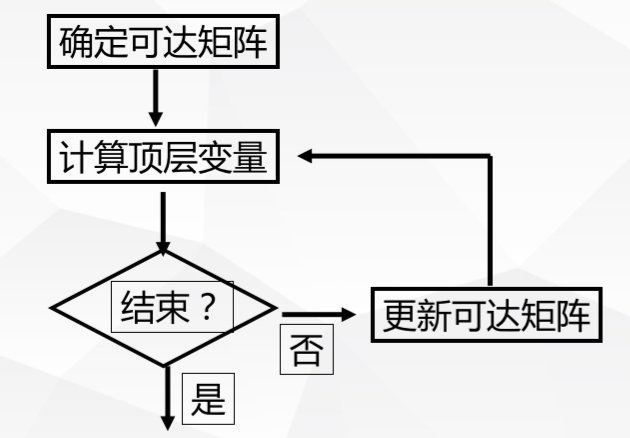 确定可达矩阵
计算顶层变量
结束？
更新可达矩阵
否
是